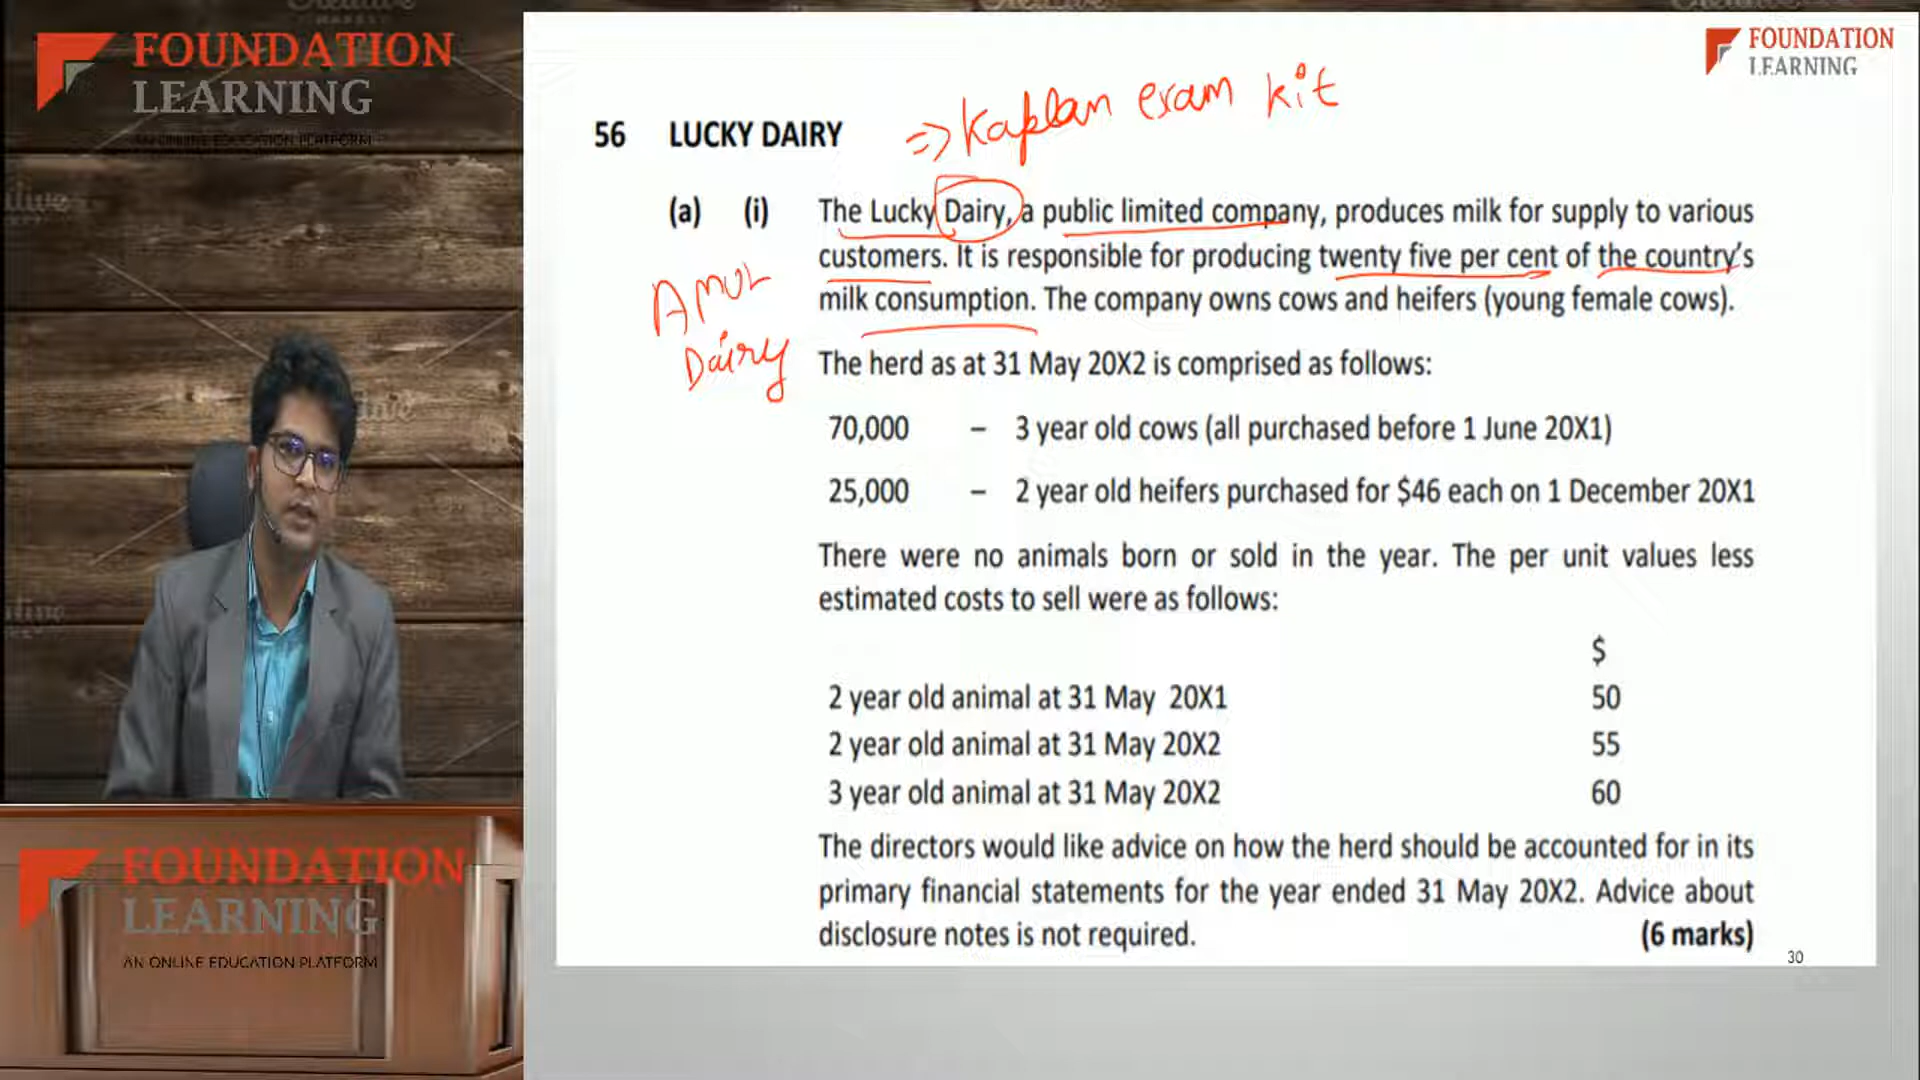 FOUNDATION
LEARNING
AN ONLINE EDUCATION PLATFORM
FOUNDATION
LEARNING
56 LUCKY DAIRY => Kaplan exam kit
(a) (i) The Lucky Dairy, a public limited company, produces milk for supply to various
customers. It is responsible for producing twenty five per cent of the country's
milk consumption. The company owns cows and heifers (young female cows).
Amul
Dairy
The herd as at 31 May 20X2 is comprised as follows:
70,000 – 3 year old cows (all purchased before 1 June 20X1)
25,000 – 2 year old heifers purchased for $46 each on 1 December 20X1
There were no animals born or sold in the year. The per unit values less
estimated costs to sell were as follows:
$
2 year old animal at 31 May 20X1 50
2 year old animal at 31 May 20X2 55
3 year old animal at 31 May 20X2 60
The directors would like advice on how the herd should be accounted for in its
primary financial statements for the year ended 31 May 20X2. Advice about
disclosure notes is not required. (6 marks)
30
FOUNDATION
LEARNING
AN ONLINE EDUCATION PLATFORM